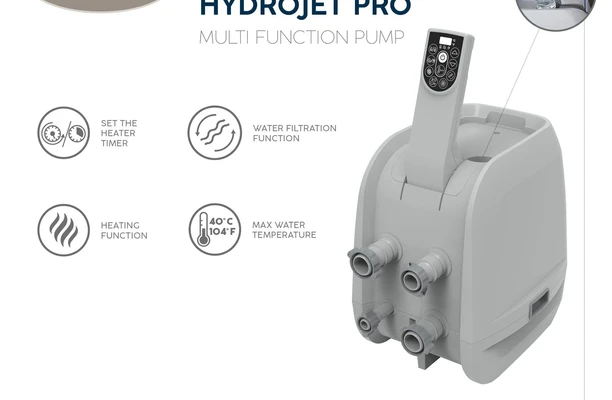 HYDROJET PRO
MULTI FUNCTION PUMP
SET THE
HEATER
TIMER
WATER FILTRATION
FUNCTION
HEATING
FUNCTION
40°C
104°F
MAX WATER
TEMPERATURE